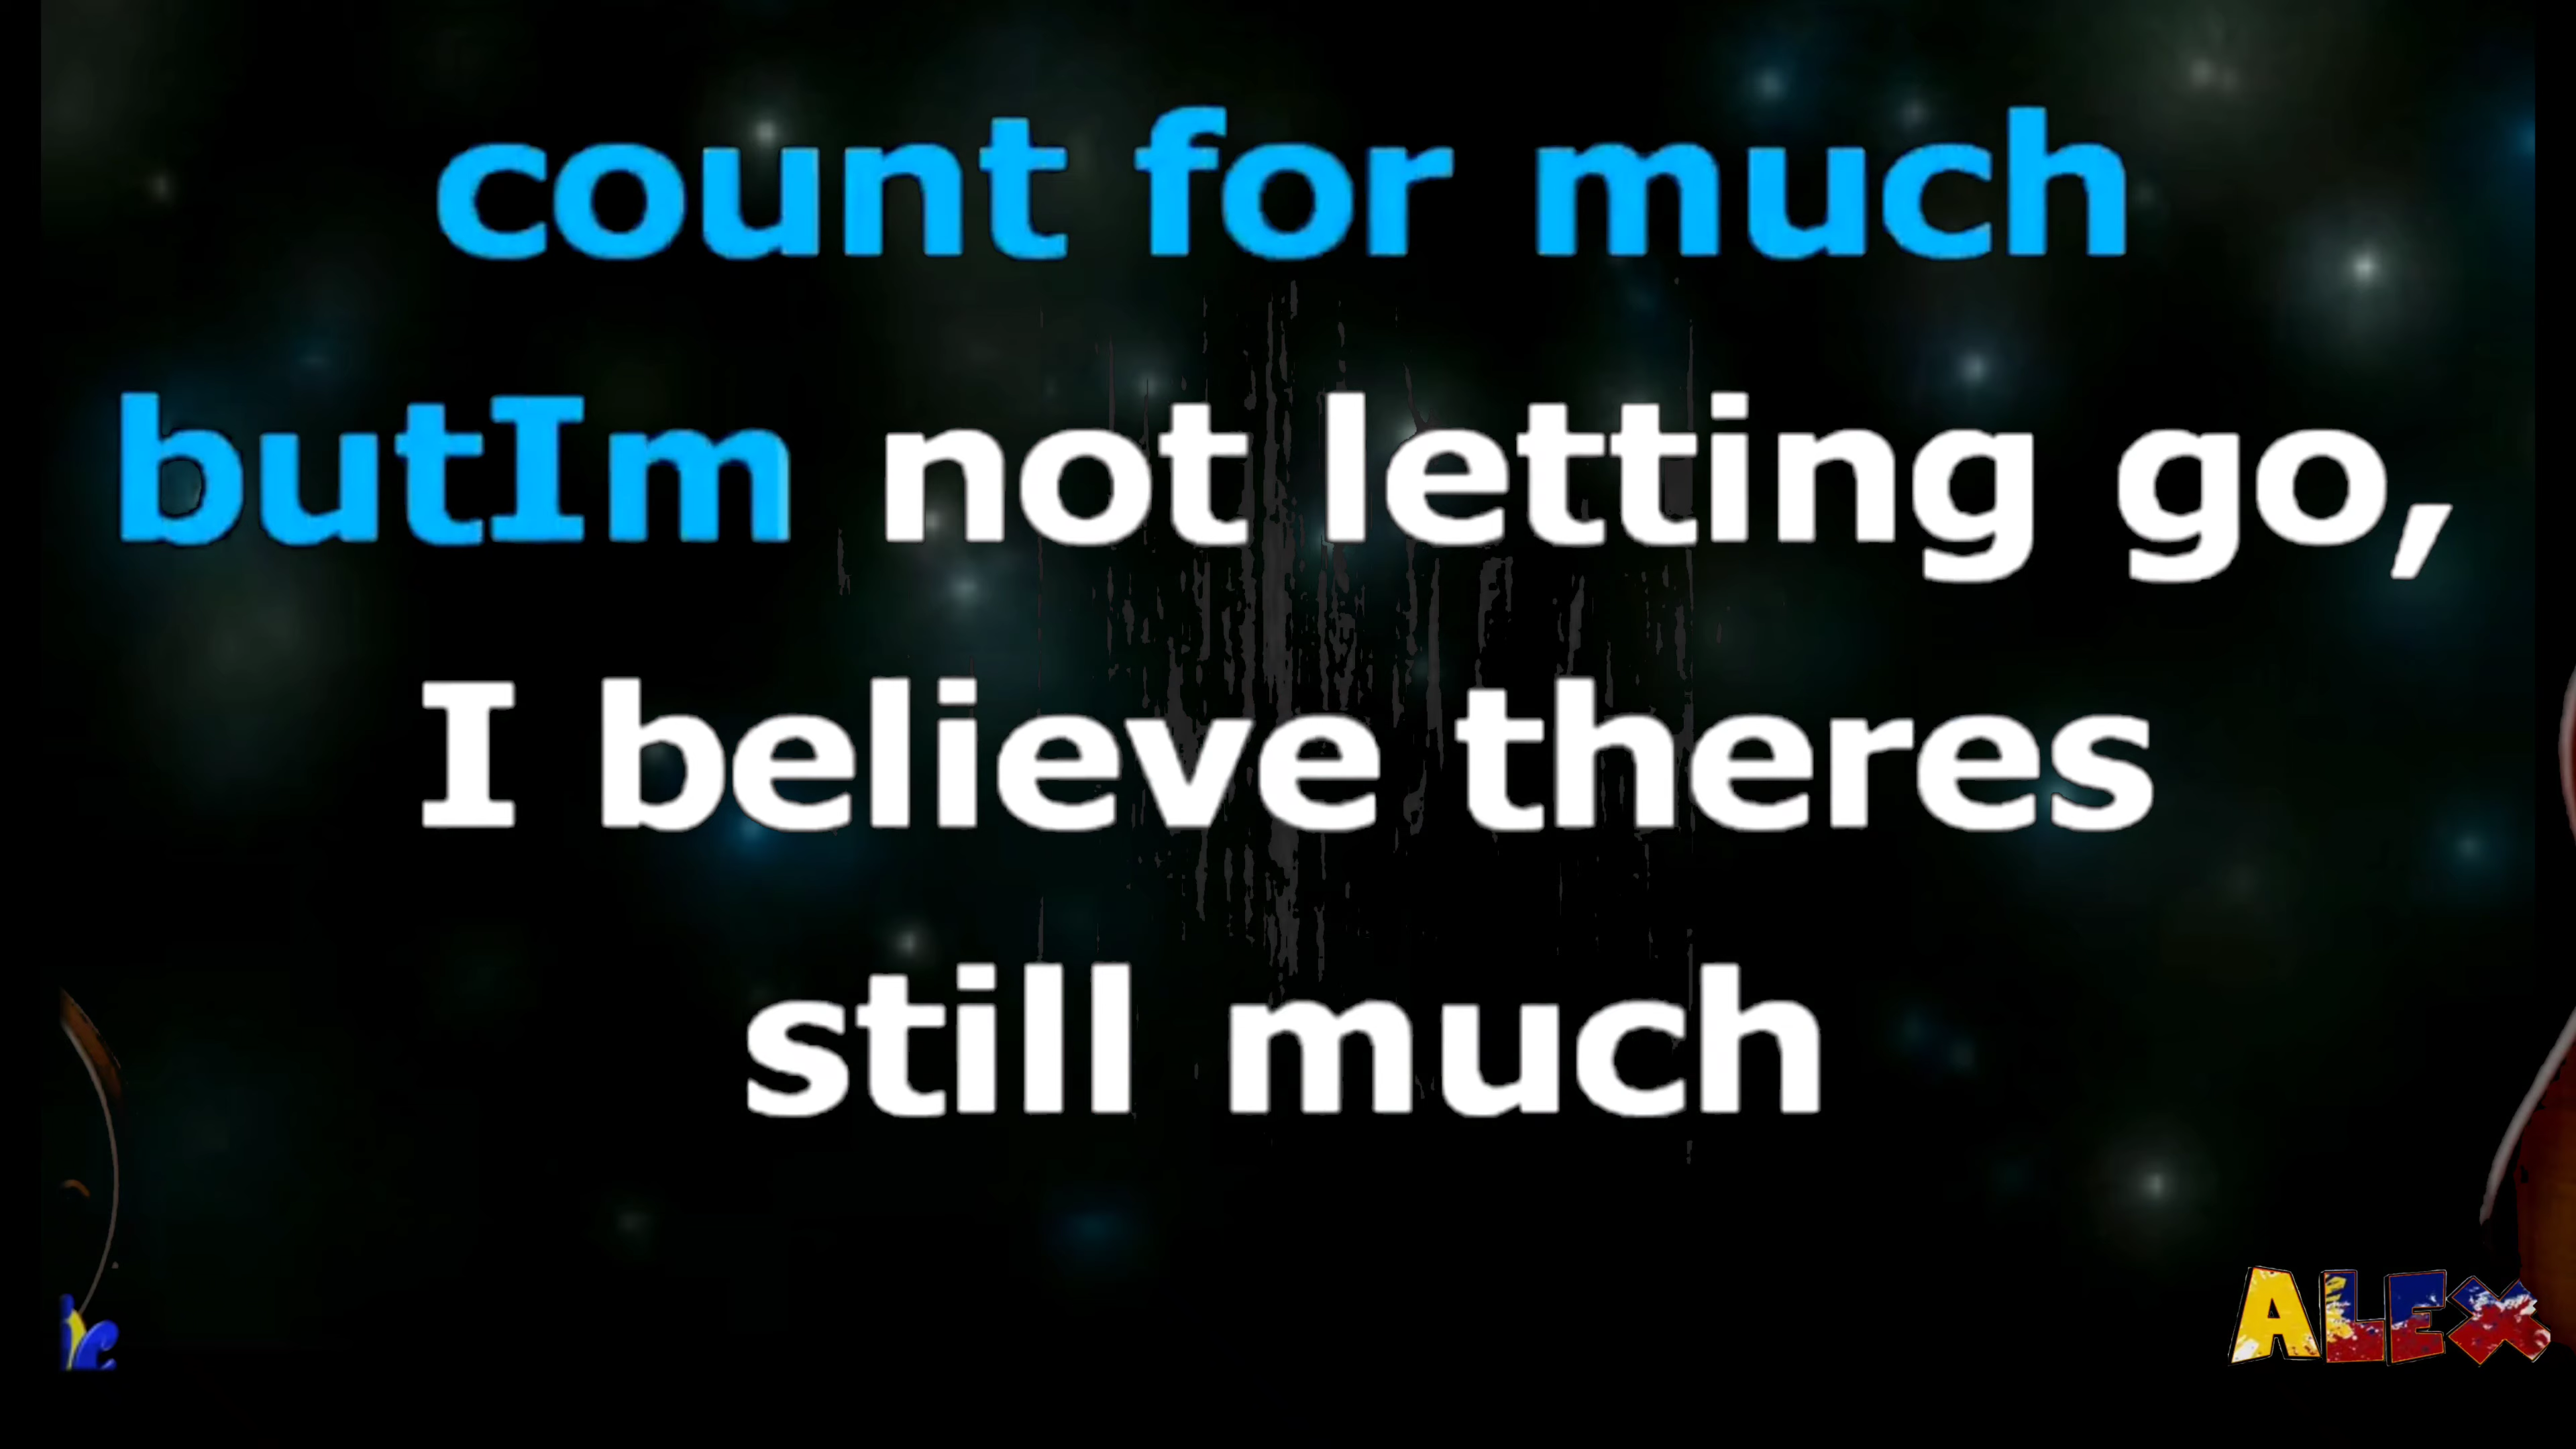 count for much
butIm not letting go,
I believe theres
still much
ALEX